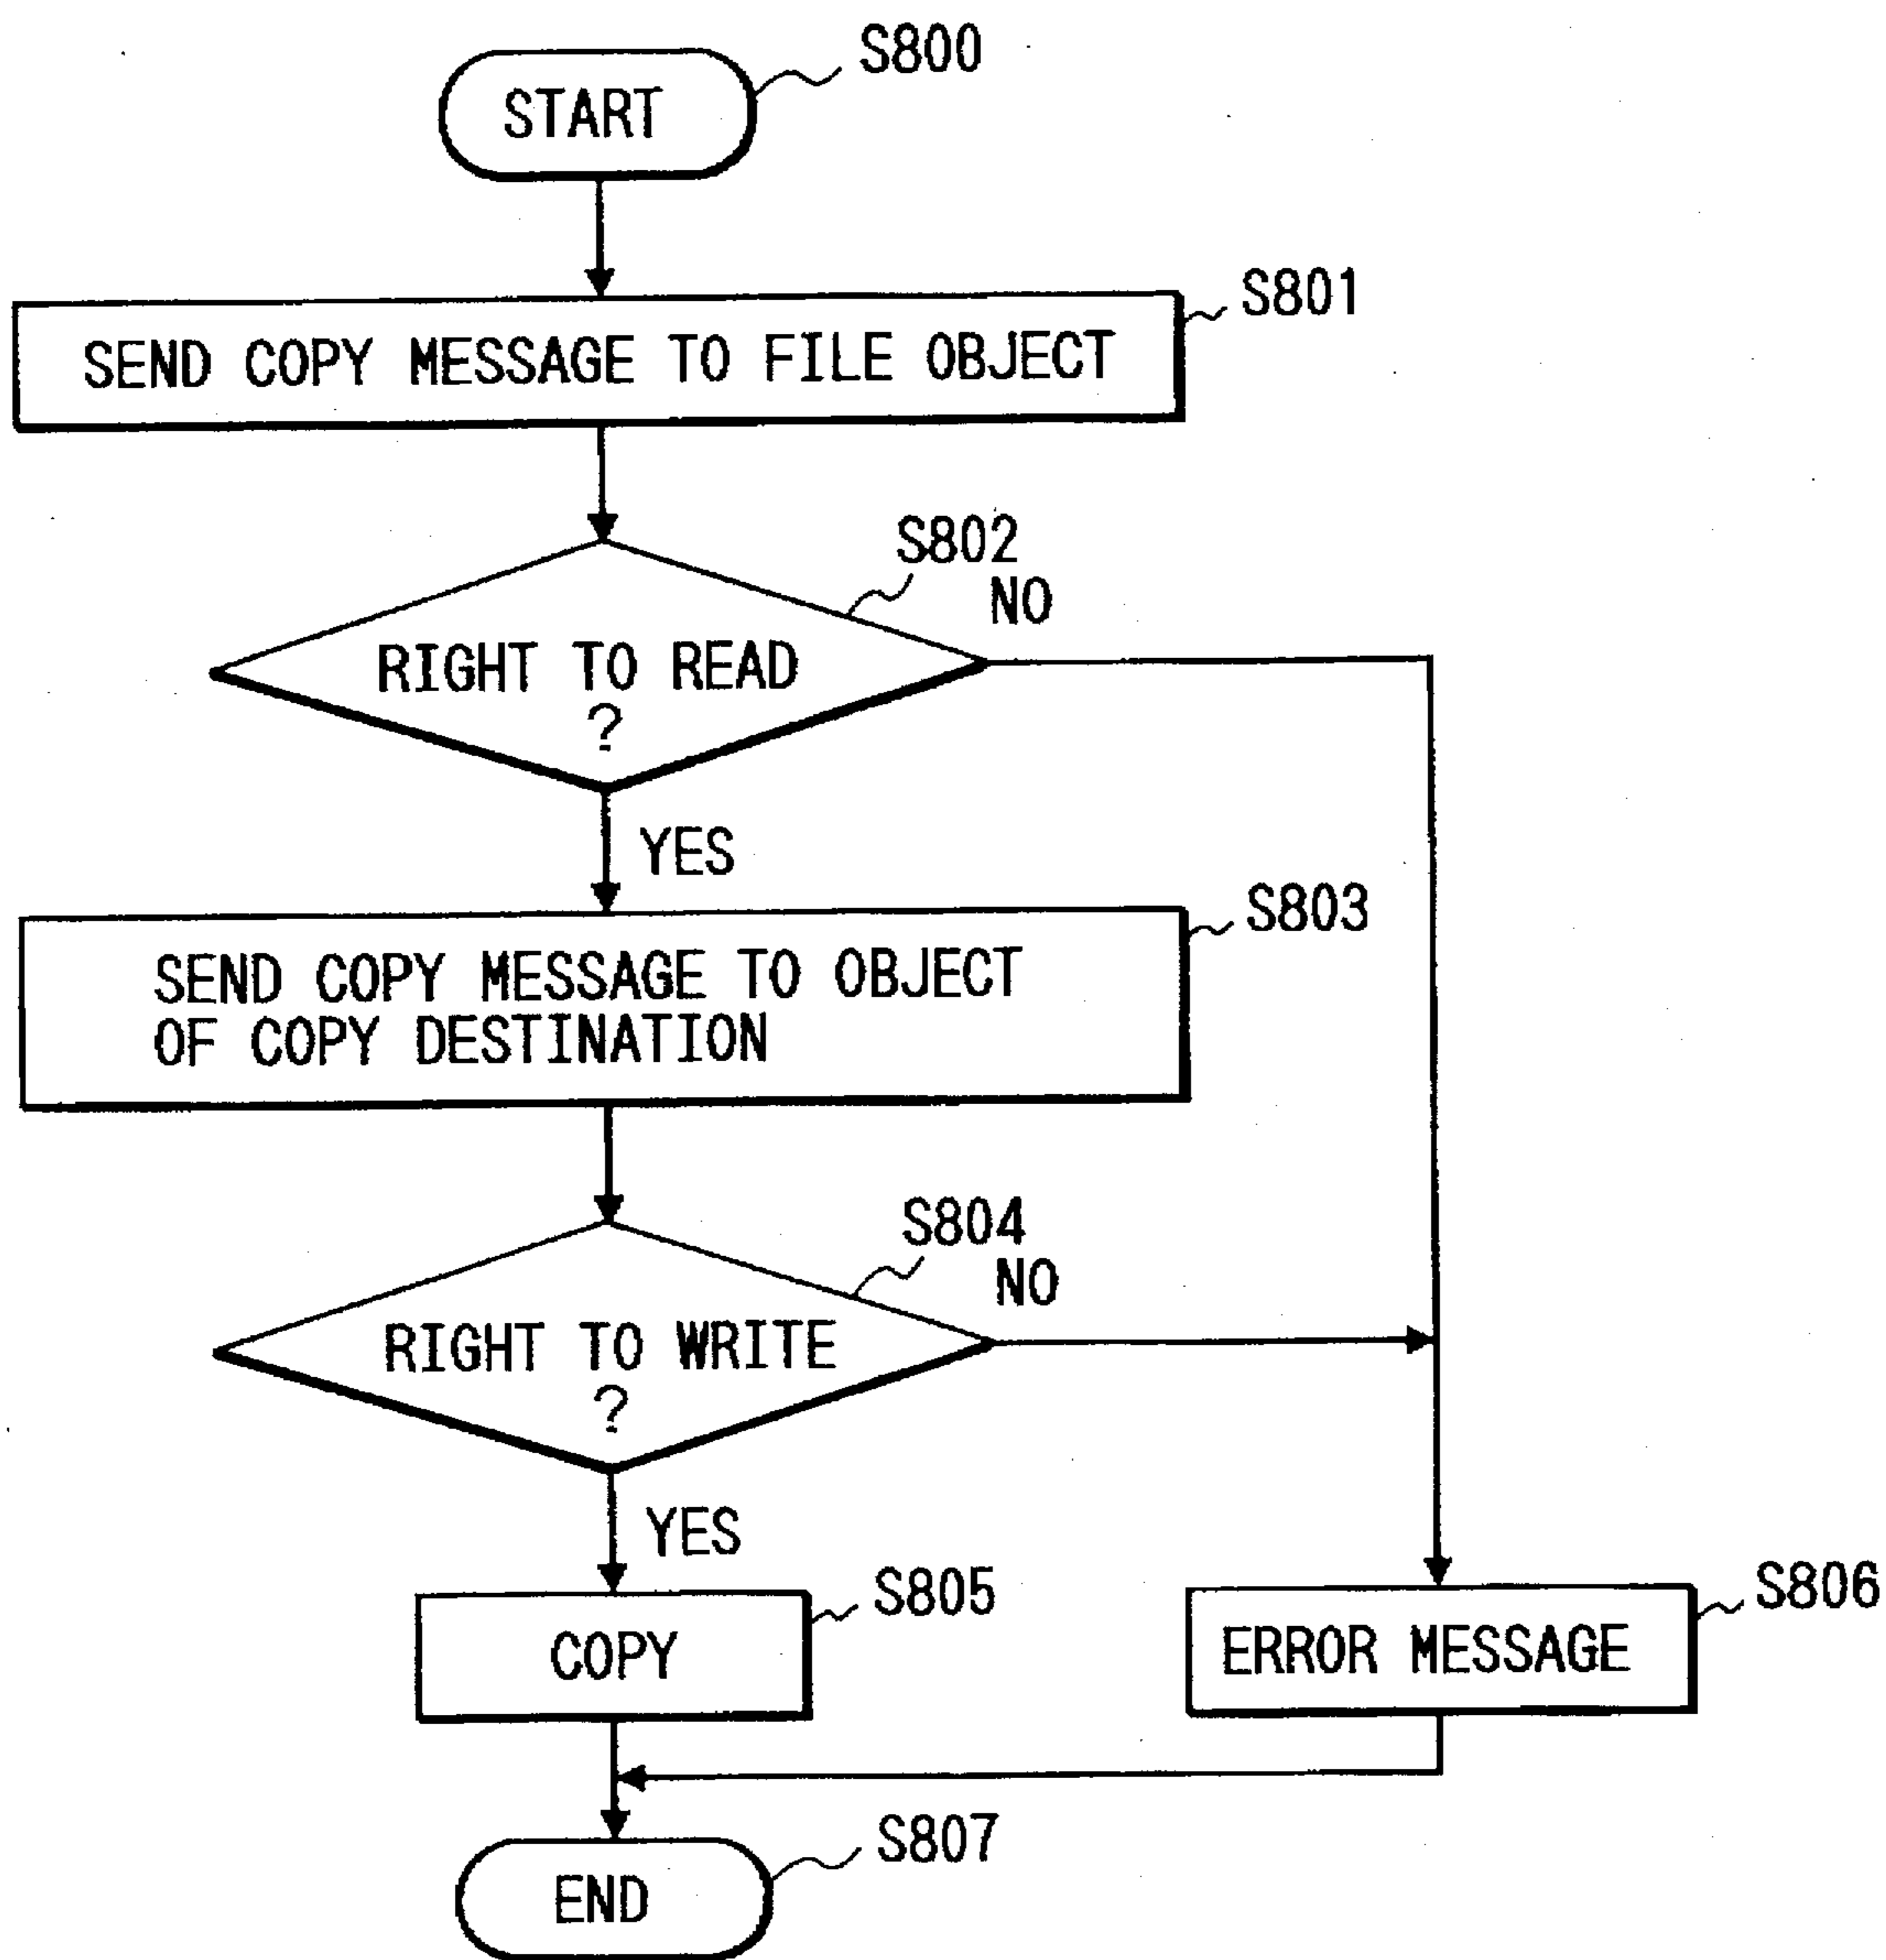 S800
START
S801
SEND COPY MESSAGE TO FILE OBJECT
S802
NO
RIGHT TO READ
?
YES
S803
SEND COPY MESSAGE TO OBJECT
OF COPY DESTINATION
S804
NO
RIGHT TO WRITE
?
YES
S805
COPY
S806
ERROR MESSAGE
S807
END